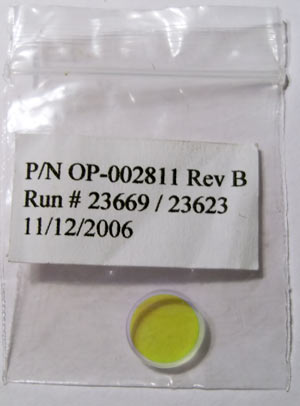 P/N OP-002811 Rev B
Run # 23669 / 23623
11/12/2006